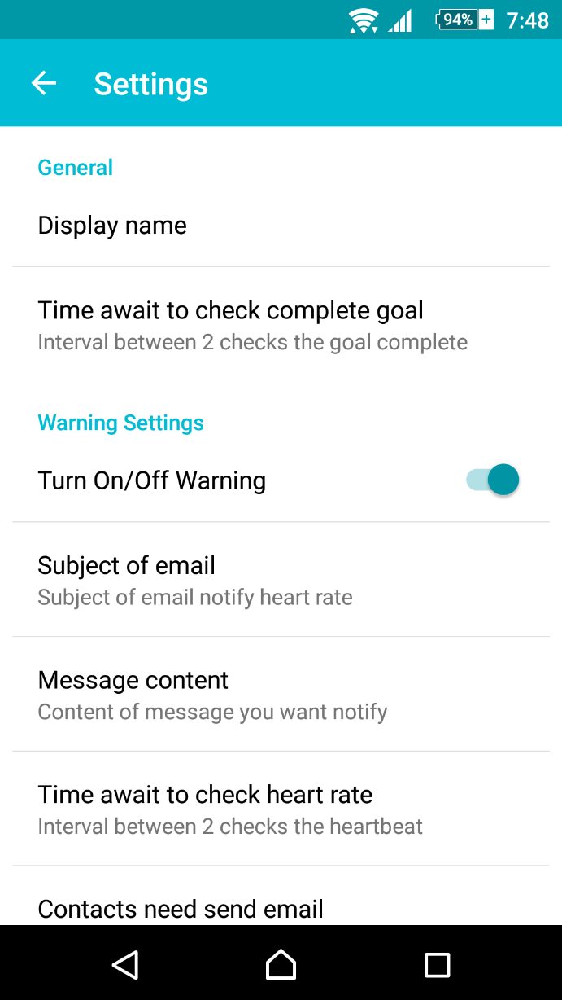 94% 7:48
Settings
General
Display name
Time await to check complete goal
Interval between 2 checks the goal complete
Warning Settings
Turn On/Off Warning
Subject of email
Subject of email notify heart rate
Message content
Content of message you want notify
Time await to check heart rate
Interval between 2 checks the heartbeat
Contacts need send email